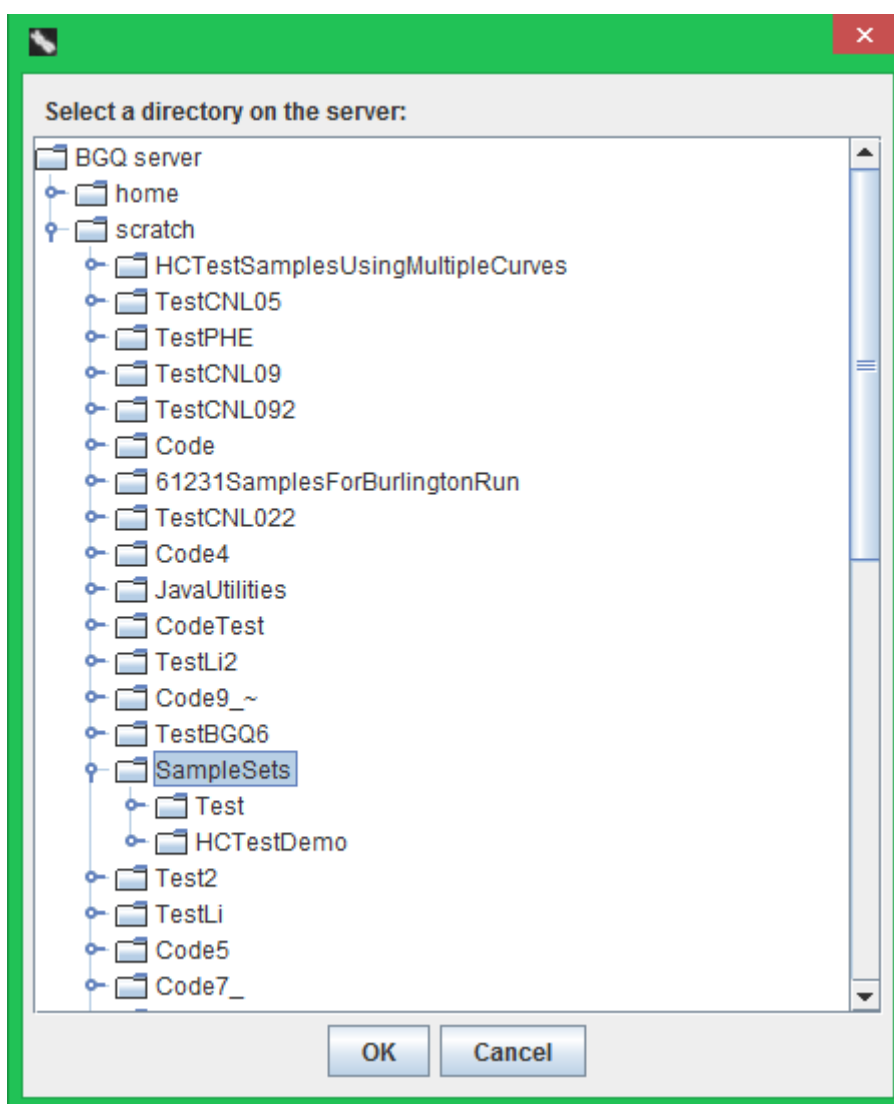 Select a directory on the server:
BGQ server
home
scratch
HCTestSamplesUsingMultipleCurves
TestCNL05
TestPHE
TestCNL09
TestCNL092
Code
61231SamplesForBurlingtonRun
TestCNL022
Code4
JavaUtilities
CodeTest
TestLi2
Code9_~
TestBGQ6
SampleSets
Test
HCTestDemo
Test2
TestLi
Code5
Code7_
OK Cancel